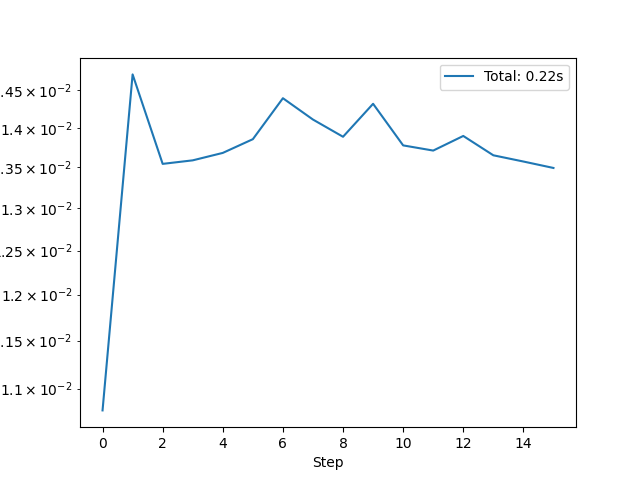 Total: 0.22s
.45 × 10⁻²
1.4 × 10⁻²
.35 × 10⁻²
1.3 × 10⁻²
.25 × 10⁻²
1.2 × 10⁻²
.15 × 10⁻²
1.1 × 10⁻²
0 2 4 6 8 10 12 14
Step